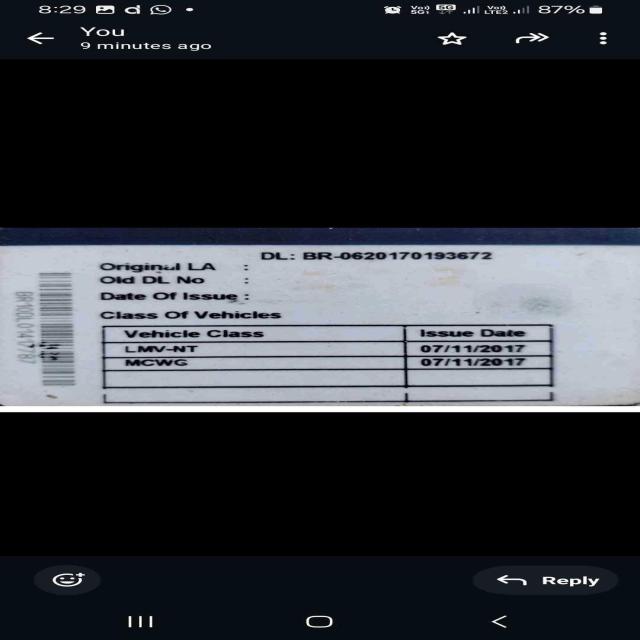 8:29
87%
You
9 minutes ago
DL: BR-0620170193672
Original LA :
Old DL No :
Date Of Issue :
Class Of Vehicles
Vehicle Class Issue Date
LMV-NT 07/11/2017
MCWG 07/11/2017
Reply